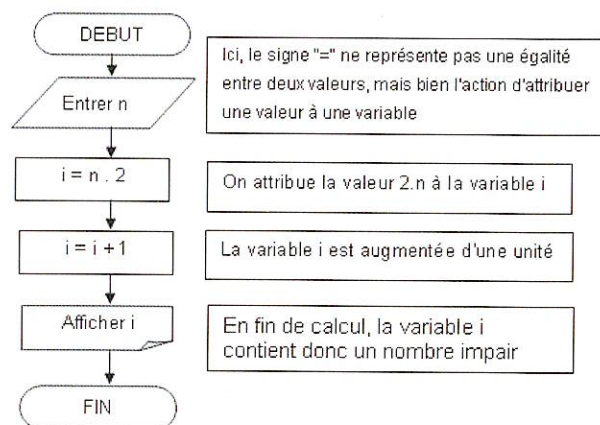 DEBUT
Ici, le signe "=" ne représente pas une égalité
entre deux valeurs, mais bien l'action d'attribuer
une valeur à une variable
Entrer n
i = n . 2
On attribue la valeur 2.n à la variable i
i = i + 1
La variable i est augmentée d'une unité
Afficher i
En fin de calcul, la variable i
contient donc un nombre impair
FIN